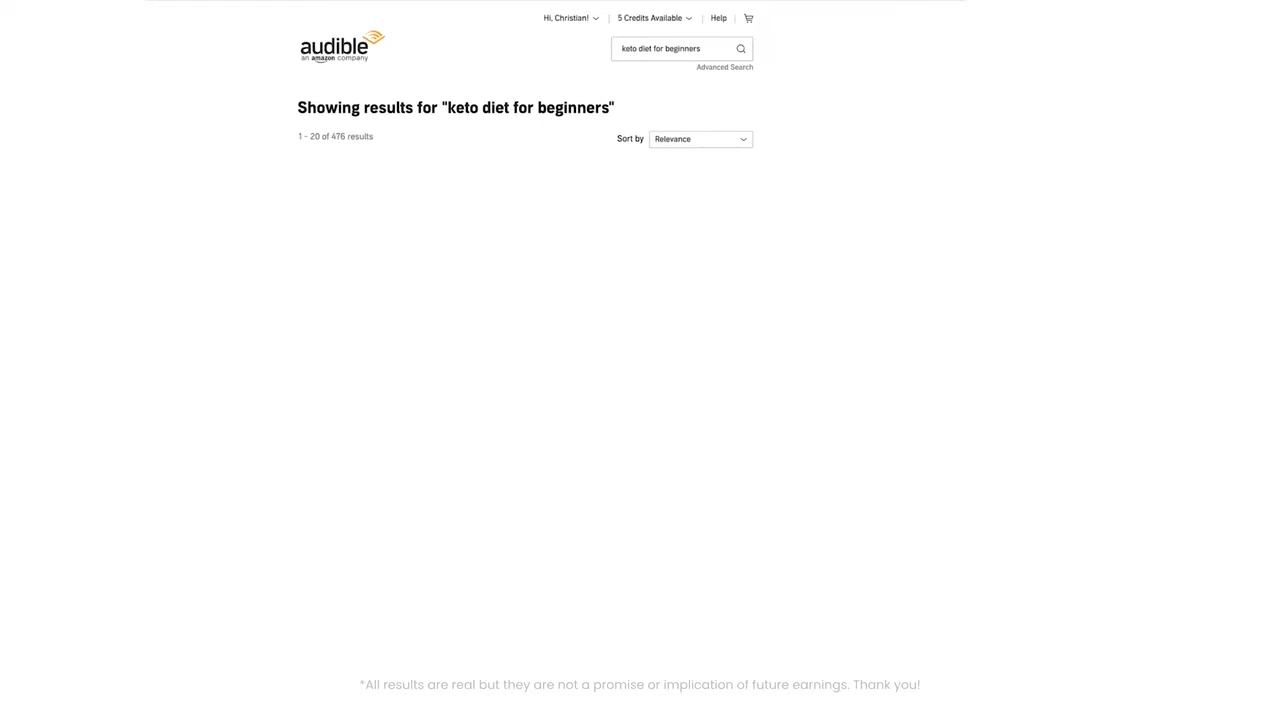 Hi, Christian! 5 Credits Available Help
audible
an amazon company
keto diet for beginners
Advanced Search
Showing results for "keto diet for beginners"
1 - 20 of 476 results
Sort by Relevance
*All results are real but they are not a promise or implication of future earnings. Thank you!